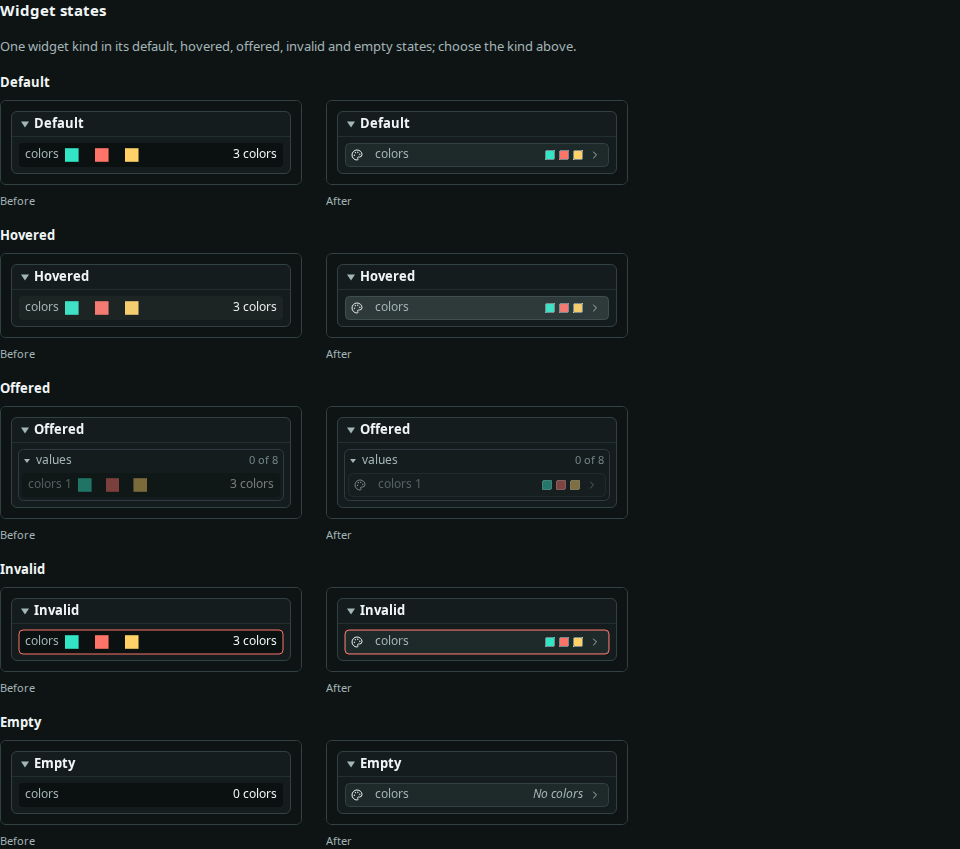 Widget states
One widget kind in its default, hovered, offered, invalid and empty states; choose the kind above.
Default
Default
colors 3 colors
Before
Default
colors
After
Hovered
Hovered
colors 3 colors
Before
Hovered
colors
After
Offered
Offered
values 0 of 8
colors 1 3 colors
Before
Offered
values 0 of 8
colors 1
After
Invalid
Invalid
colors 3 colors
Before
Invalid
colors
After
Empty
Empty
colors 0 colors
Before
Empty
colors No colors
After